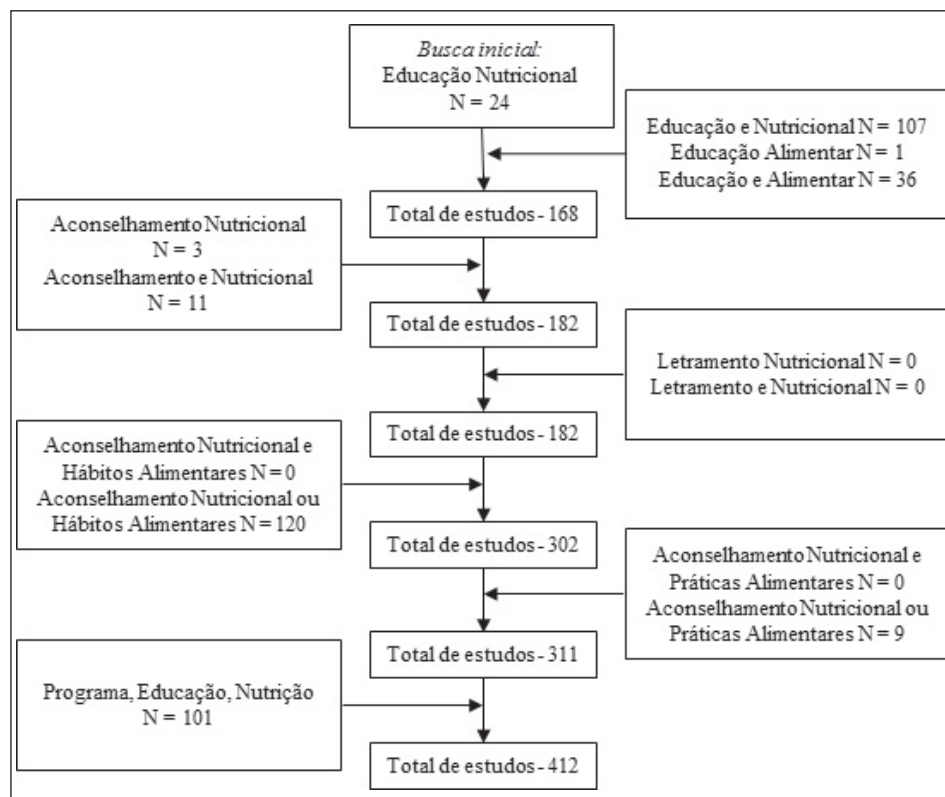 Busca inicial:
Educação Nutricional
N = 24
Educação e Nutricional N = 107
Educação Alimentar N = 1
Educação e Alimentar N = 36
Total de estudos - 168
Aconselhamento Nutricional
N = 3
Aconselhamento e Nutricional
N = 11
Total de estudos - 182
Letramento Nutricional N = 0
Letramento e Nutricional N = 0
Total de estudos - 182
Aconselhamento Nutricional e
Hábitos Alimentares N = 0
Aconselhamento Nutricional ou
Hábitos Alimentares N = 120
Total de estudos - 302
Aconselhamento Nutricional e
Práticas Alimentares N = 0
Aconselhamento Nutricional ou
Práticas Alimentares N = 9
Total de estudos - 311
Programa, Educação, Nutrição
N = 101
Total de estudos - 412